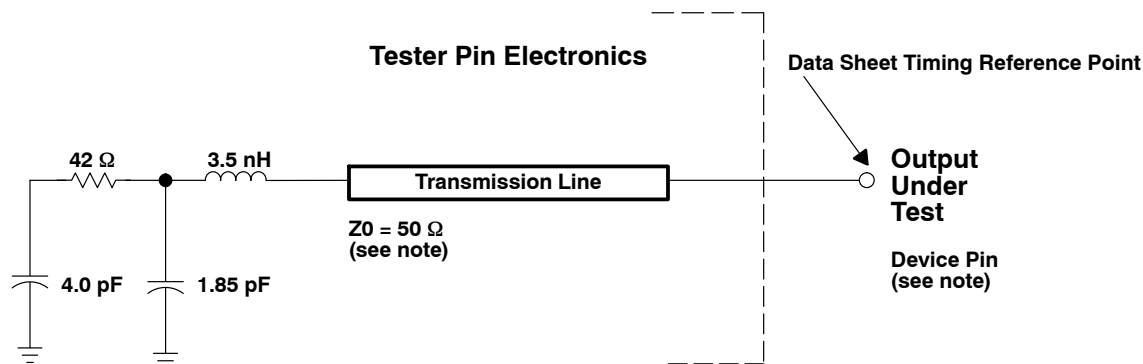 Tester Pin Electronics
Data Sheet Timing Reference Point
42 Ω
3.5 nH
Transmission Line
Output
Under
Test
Z0 = 50 Ω
(see note)
Device Pin
(see note)
4.0 pF
1.85 pF